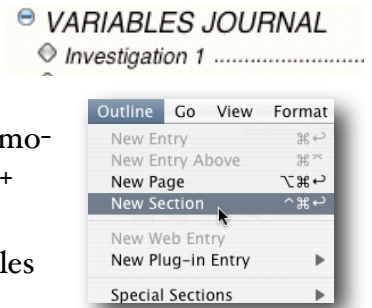 VARIABLES JOURNAL
Investigation 1 ..........................
mo-
+
les
Outline Go View Format
New Entry ⌘↩
New Entry Above
New Page ⌥⌘↩
New Section ^⌘↩
New Web Entry
New Plug-in Entry ▶
Special Sections ▶